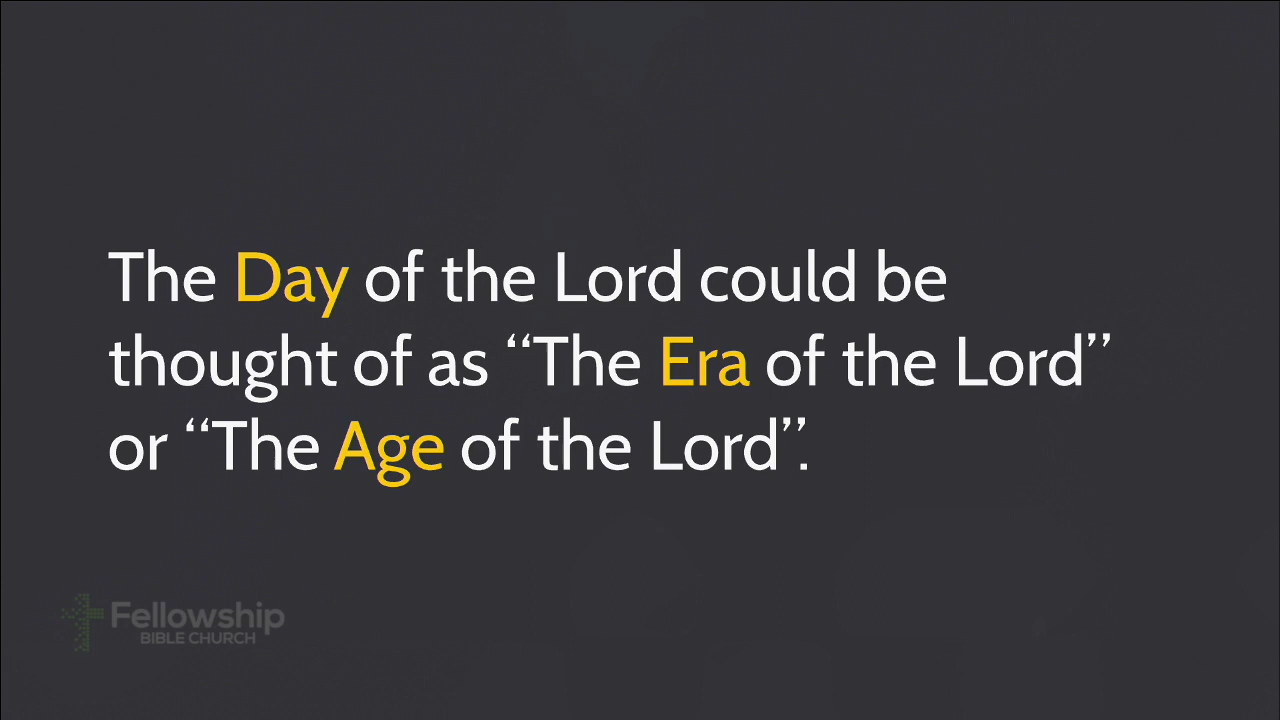 The Day of the Lord could be
thought of as “The Era of the Lord”
or “The Age of the Lord”.
Fellowship
BIBLE CHURCH